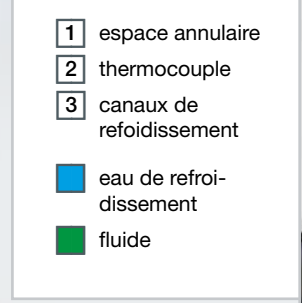 1 espace annulaire
2 thermocouple
3 canaux de
refoidissement
eau de refroi-
dissement
fluide